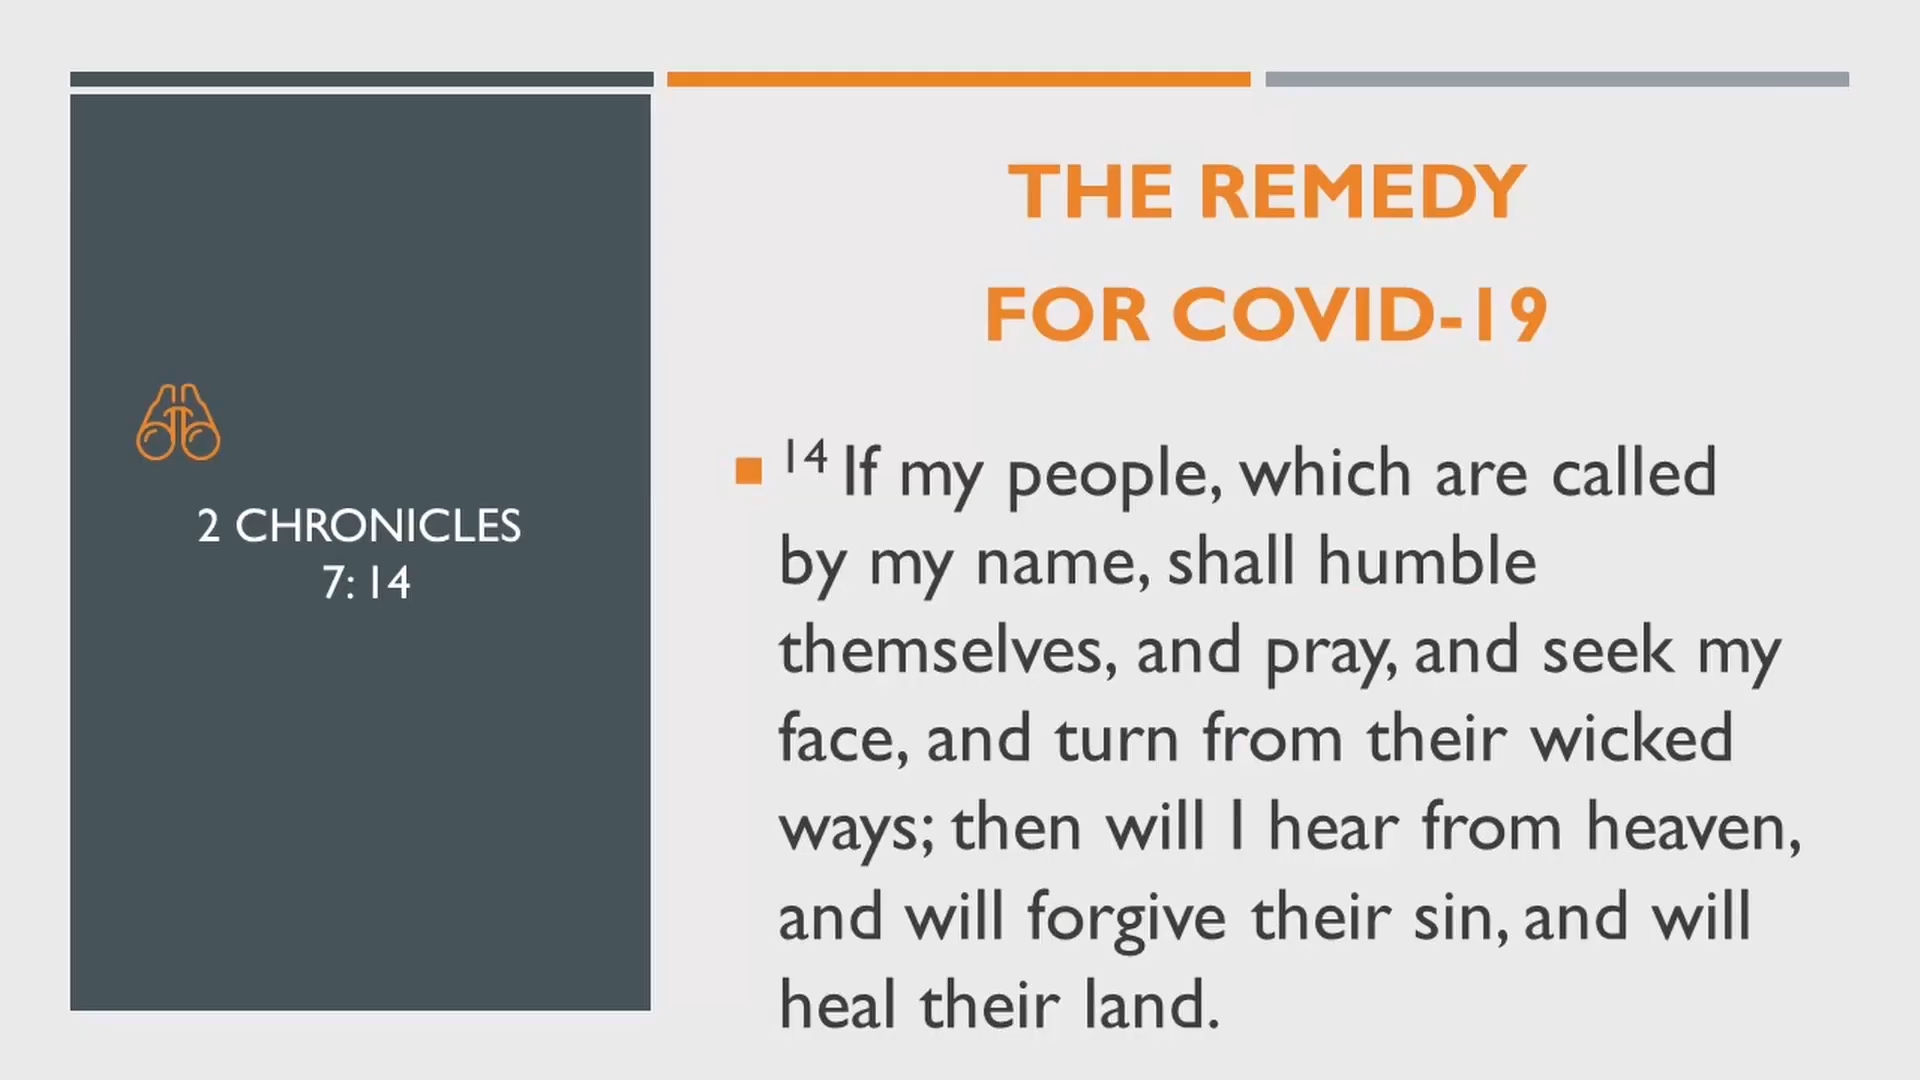 2 CHRONICLES
7: 14
THE REMEDY
FOR COVID-19
14 If my people, which are called
by my name, shall humble
themselves, and pray, and seek my
face, and turn from their wicked
ways; then will I hear from heaven,
and will forgive their sin, and will
heal their land.